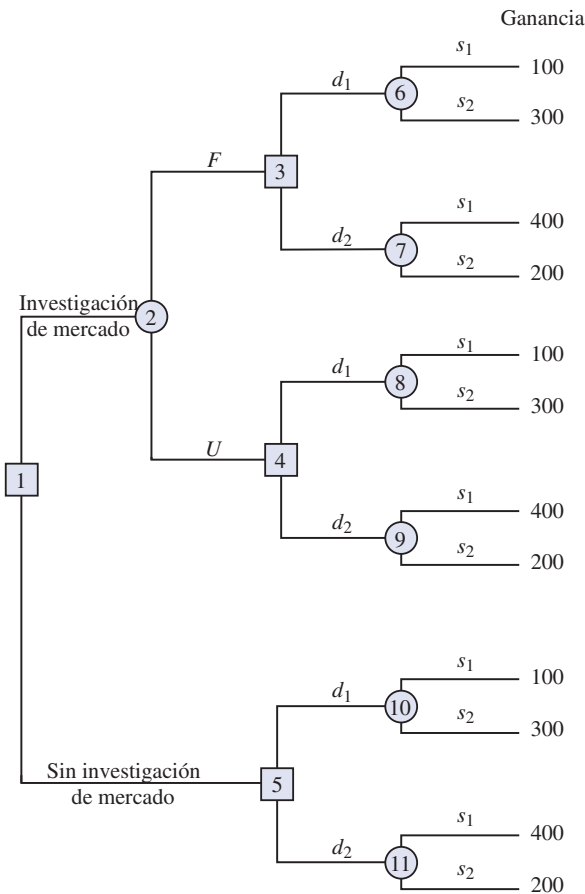 Ganancia
s1 100
d1
6
s2 300
F
3
s1 400
d2
7
s2 200
Investigación
de mercado
2
s1 100
d1
8
s2 300
U
4
1
s1 400
d2
9
s2 200
s1 100
d1
10
s2 300
Sin investigación
de mercado
5
s1 400
d2
11
s2 200